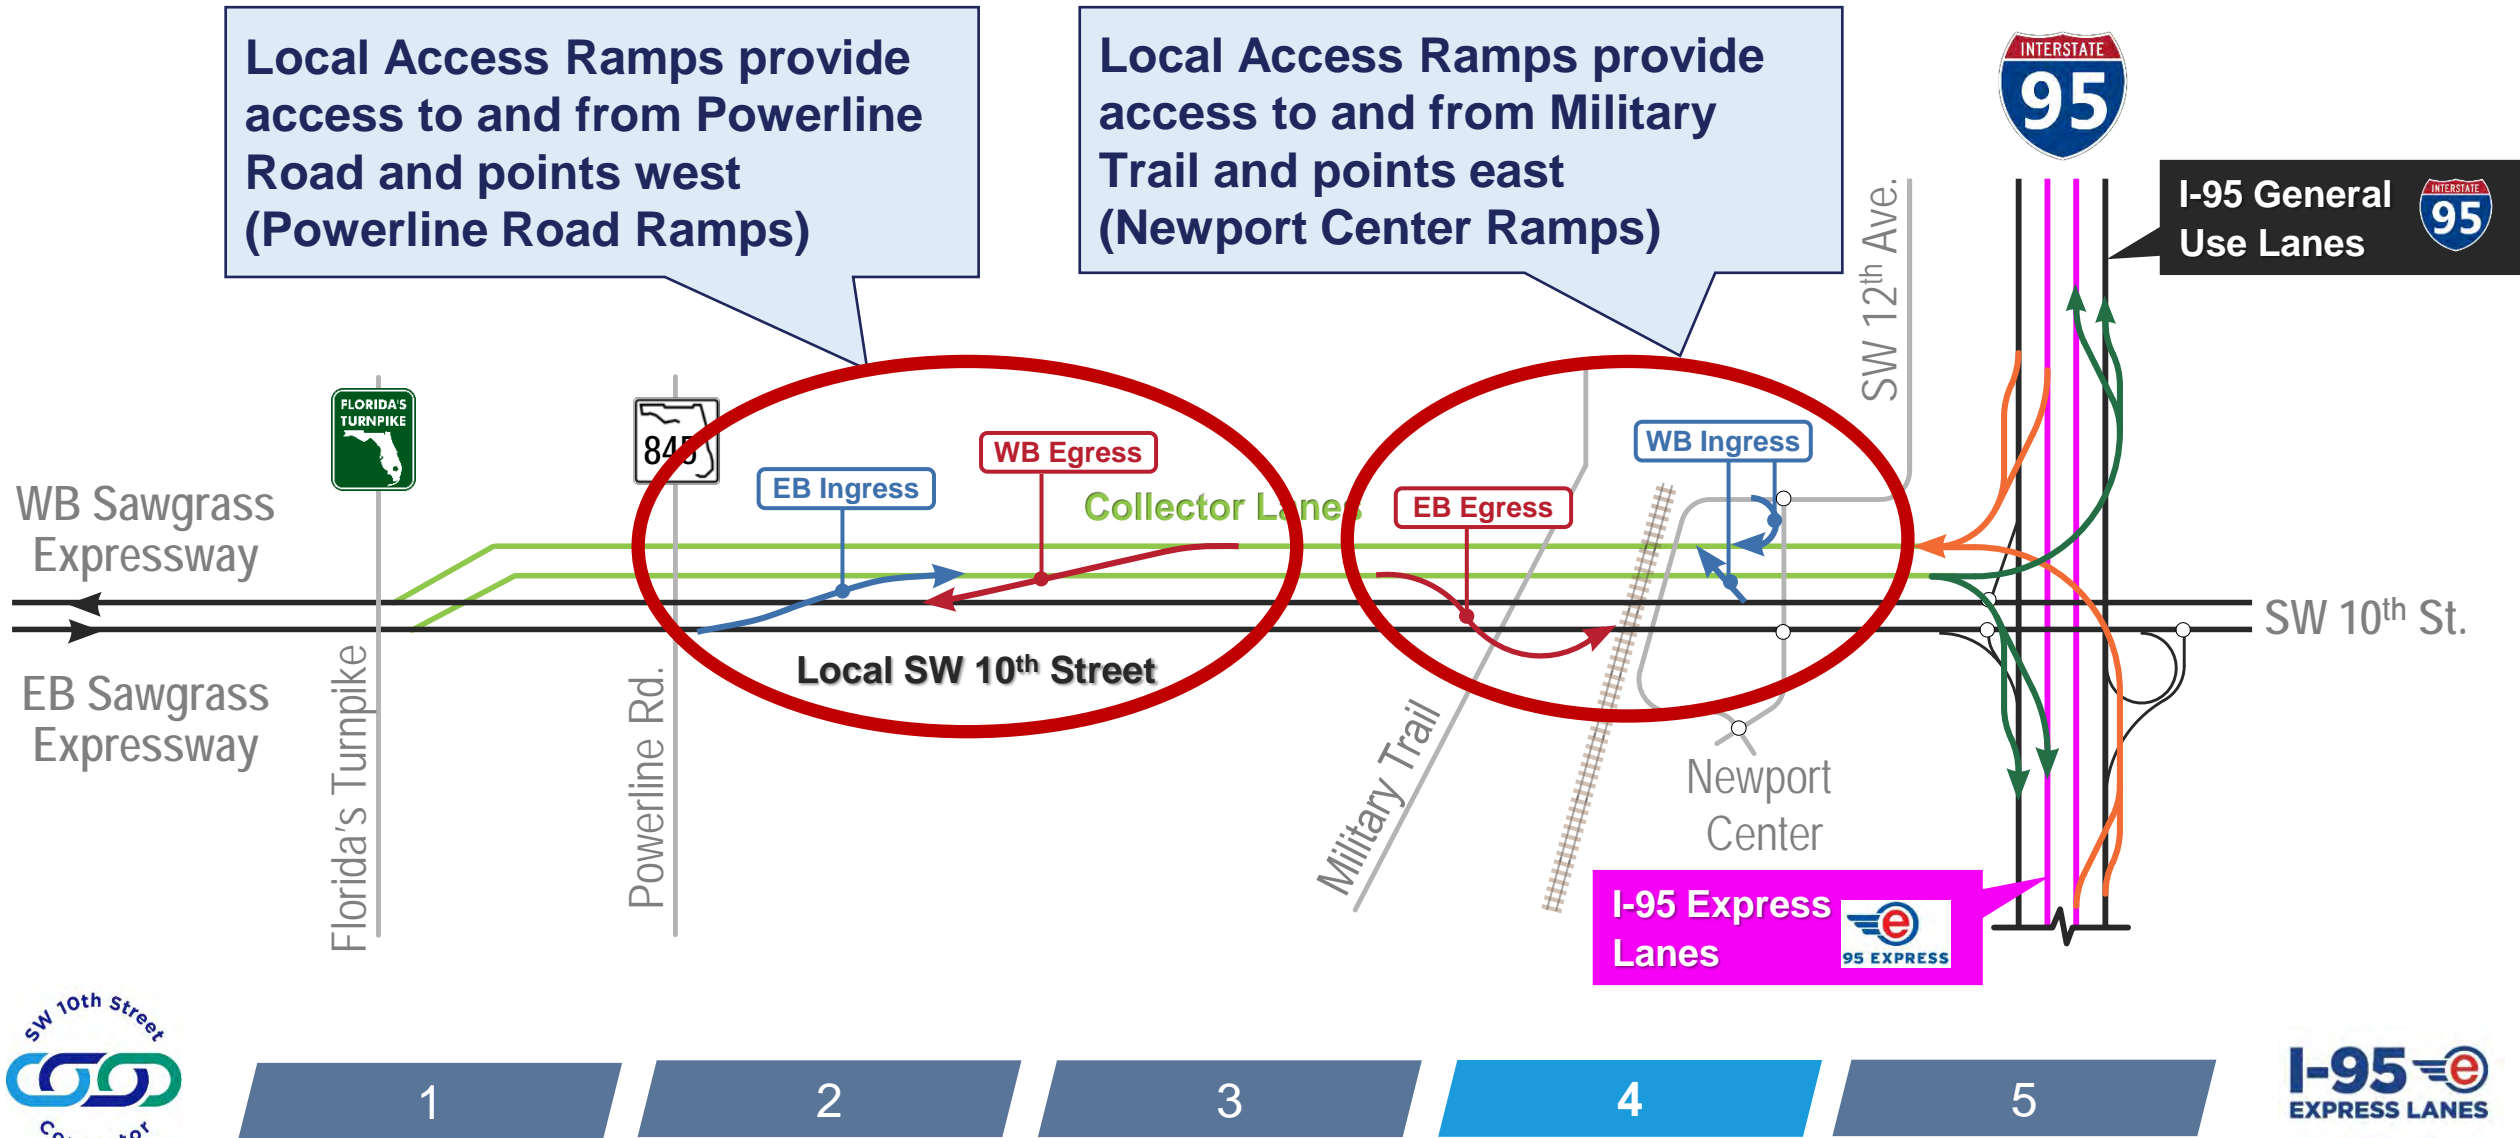 Local Access Ramps provide
access to and from Powerline
Road and points west
(Powerline Road Ramps)
Local Access Ramps provide
access to and from Military
Trail and points east
(Newport Center Ramps)
INTERSTATE
95
I-95 General
Use Lanes
INTERSTATE
95
SW 12th Ave.
FLORIDA'S
TURNPIKE
845
WB Egress
EB Ingress
Collector Lanes
WB Ingress
EB Egress
WB Sawgrass
Expressway
EB Sawgrass
Expressway
SW 10th St.
Local SW 10th Street
Florida's Turnpike
Powerline Rd.
Military Trail
Newport
Center
I-95 Express
Lanes
e
95 EXPRESS
SW 10th Street
Connector
1
2
3
4
5
I-95 e
EXPRESS LANES